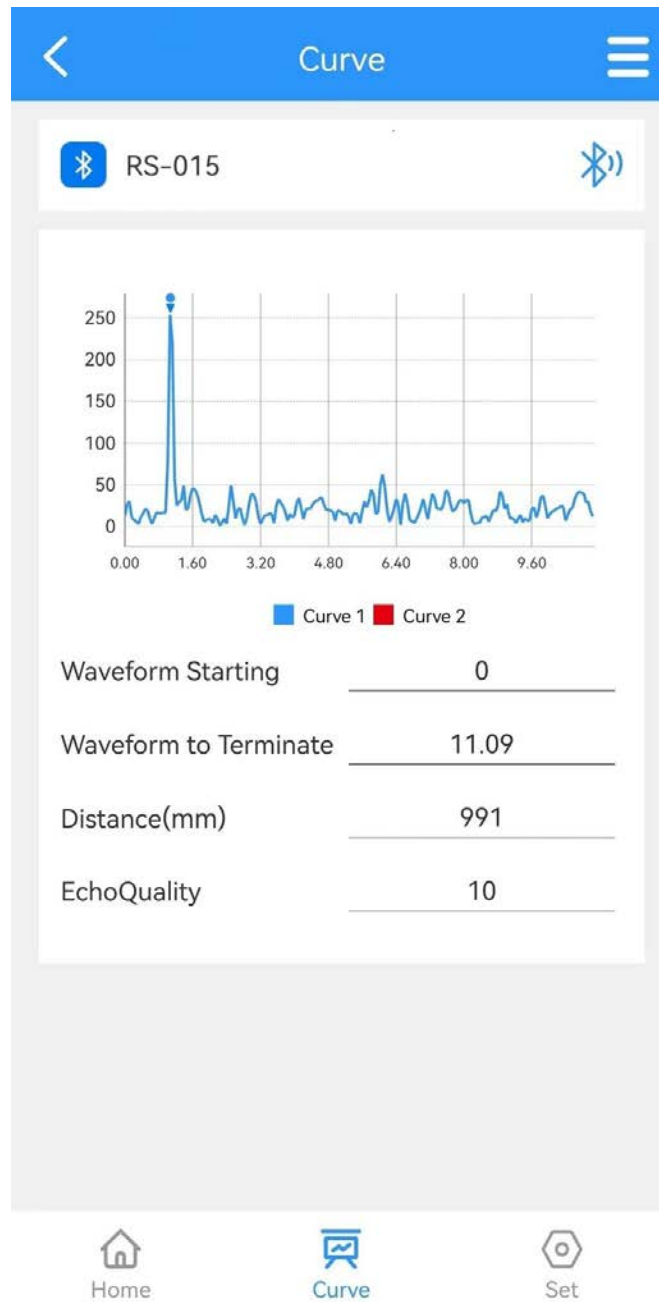 Curve
RS-015
250
200
150
100
50
0
0.00 1.60 3.20 4.80 6.40 8.00 9.60
Curve 1 Curve 2
Waveform Starting 0
Waveform to Terminate 11.09
Distance(mm) 991
EchoQuality 10
Home Curve Set